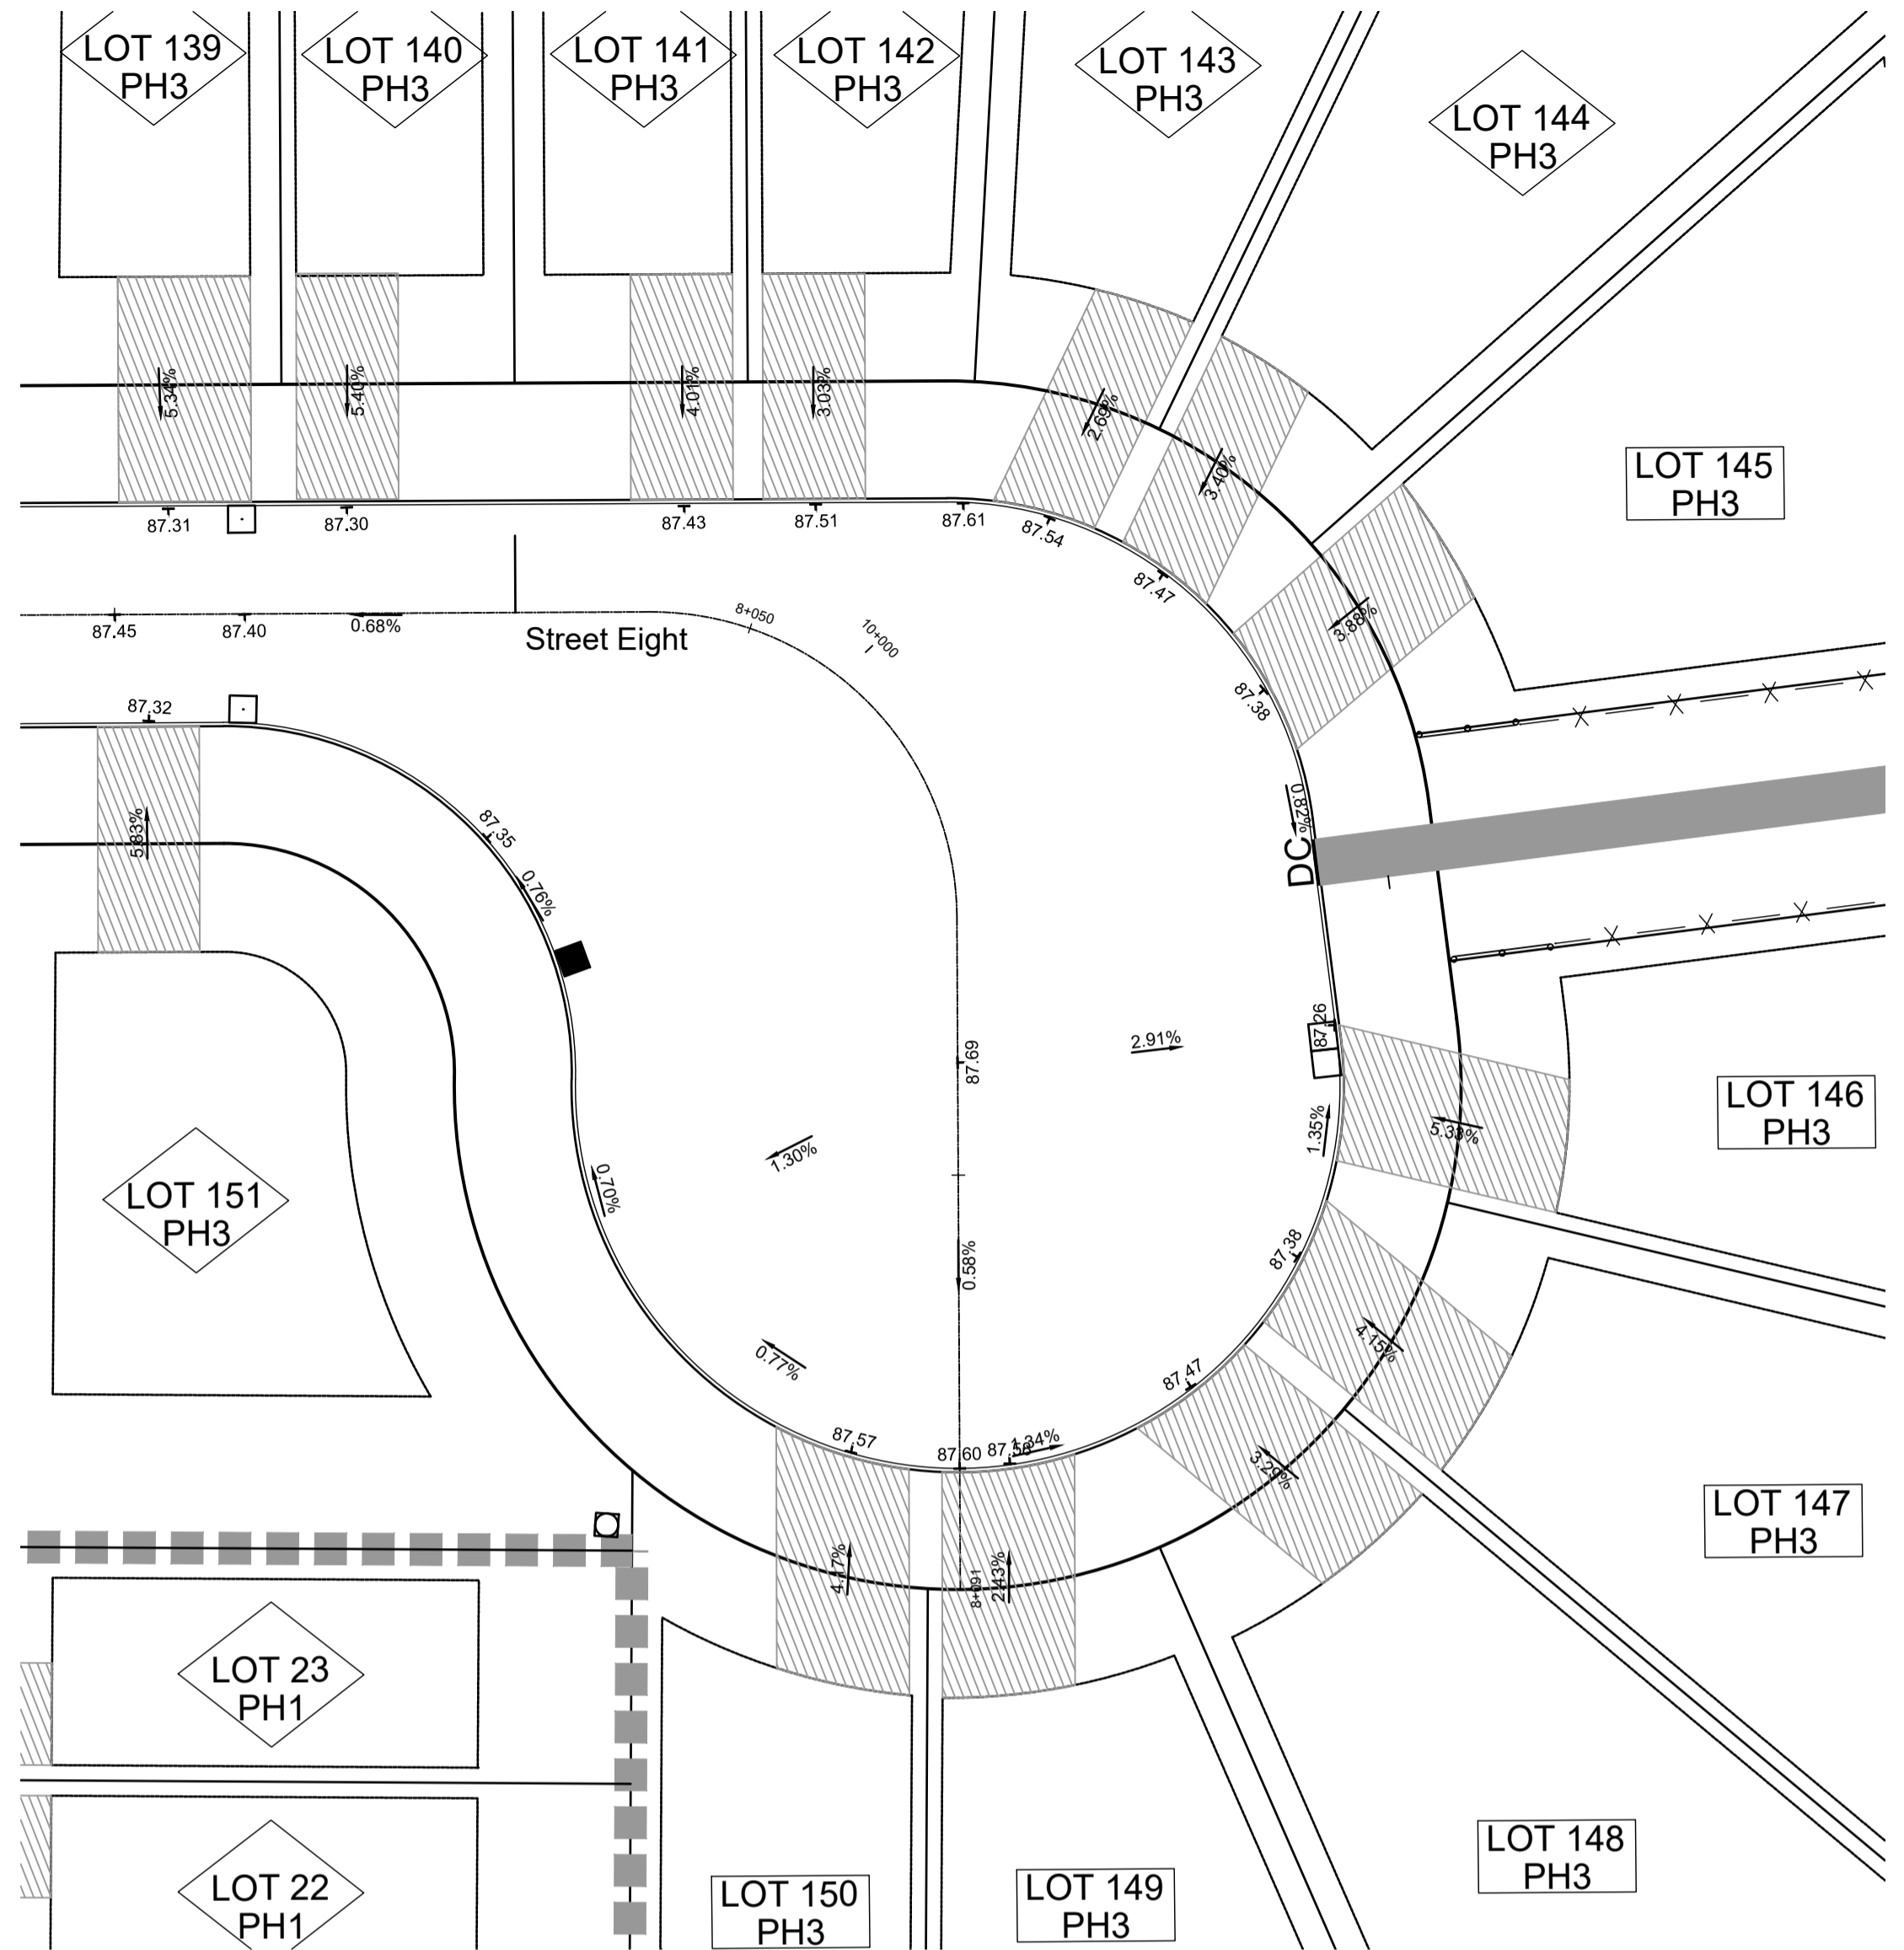 LOT 139
PH3
LOT 140
PH3
LOT 141
PH3
LOT 142
PH3
LOT 143
PH3
LOT 144
PH3
LOT 145
PH3
5.34%
5.40%
4.01%
3.03%
2.69%
3.40%
3.88%
87.31
87.30
87.43
87.51
87.61
87.54
87.47
87.38
87.45
87.40
0.68%
Street Eight
8+050
10+000
87.32
5.83%
87.35
0.76%
0.82%
DC
87.26
87.69
2.91%
1.30%
1.35%
5.33%
LOT 146
PH3
LOT 151
PH3
0.70%
0.58%
87.38
4.15%
0.77%
87.47
87.57
87.60
1.34%
3.29%
4.17%
8+091
2.43%
LOT 147
PH3
LOT 23
PH1
LOT 22
PH1
LOT 150
PH3
LOT 149
PH3
LOT 148
PH3